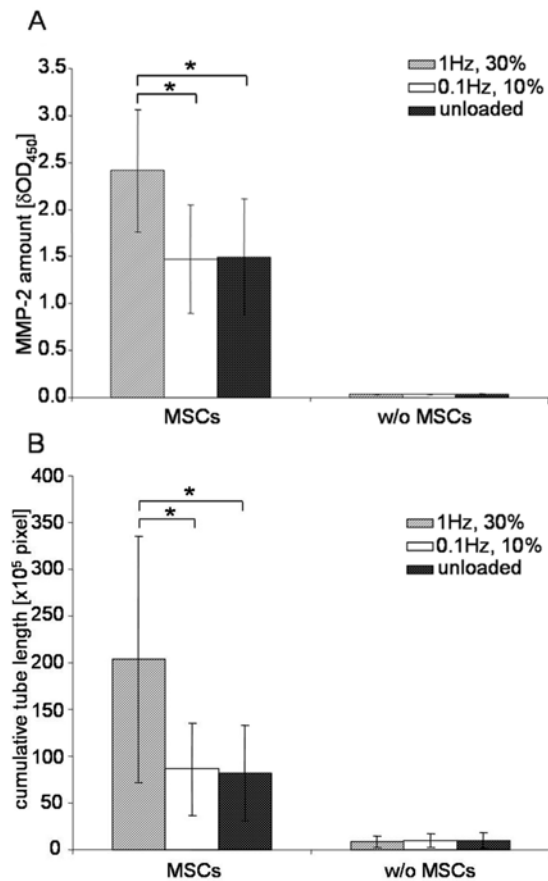 A
1Hz, 30%
0.1Hz, 10%
unloaded
* *
MMP-2 amount [δOD450]
3.5
3.0
2.5
2.0
1.5
1.0
0.5
0.0
MSCs w/o MSCs
B
1Hz, 30%
0.1Hz, 10%
unloaded
* *
cumulative tube length [x10⁵ pixel]
400
350
300
250
200
150
100
50
0
MSCs w/o MSCs